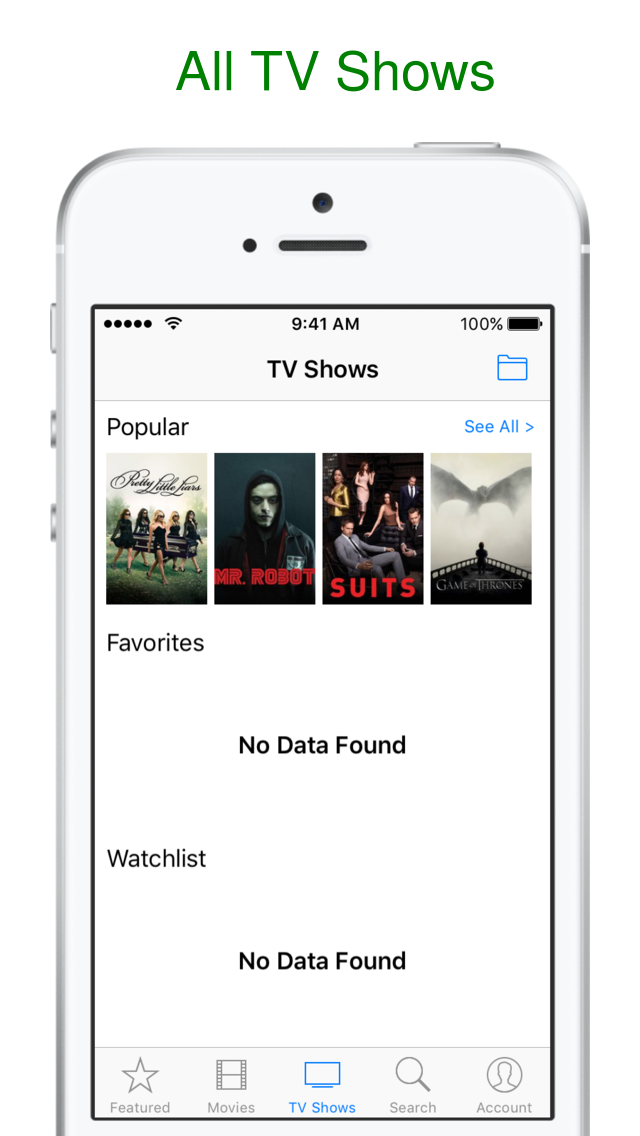 All TV Shows
9:41 AM
100%
TV Shows
Popular
See All >
Pretty Little Liars
MR. ROBOT
SUITS
GAME OF THRONES
Favorites
No Data Found
Watchlist
No Data Found
Featured
Movies
TV Shows
Search
Account